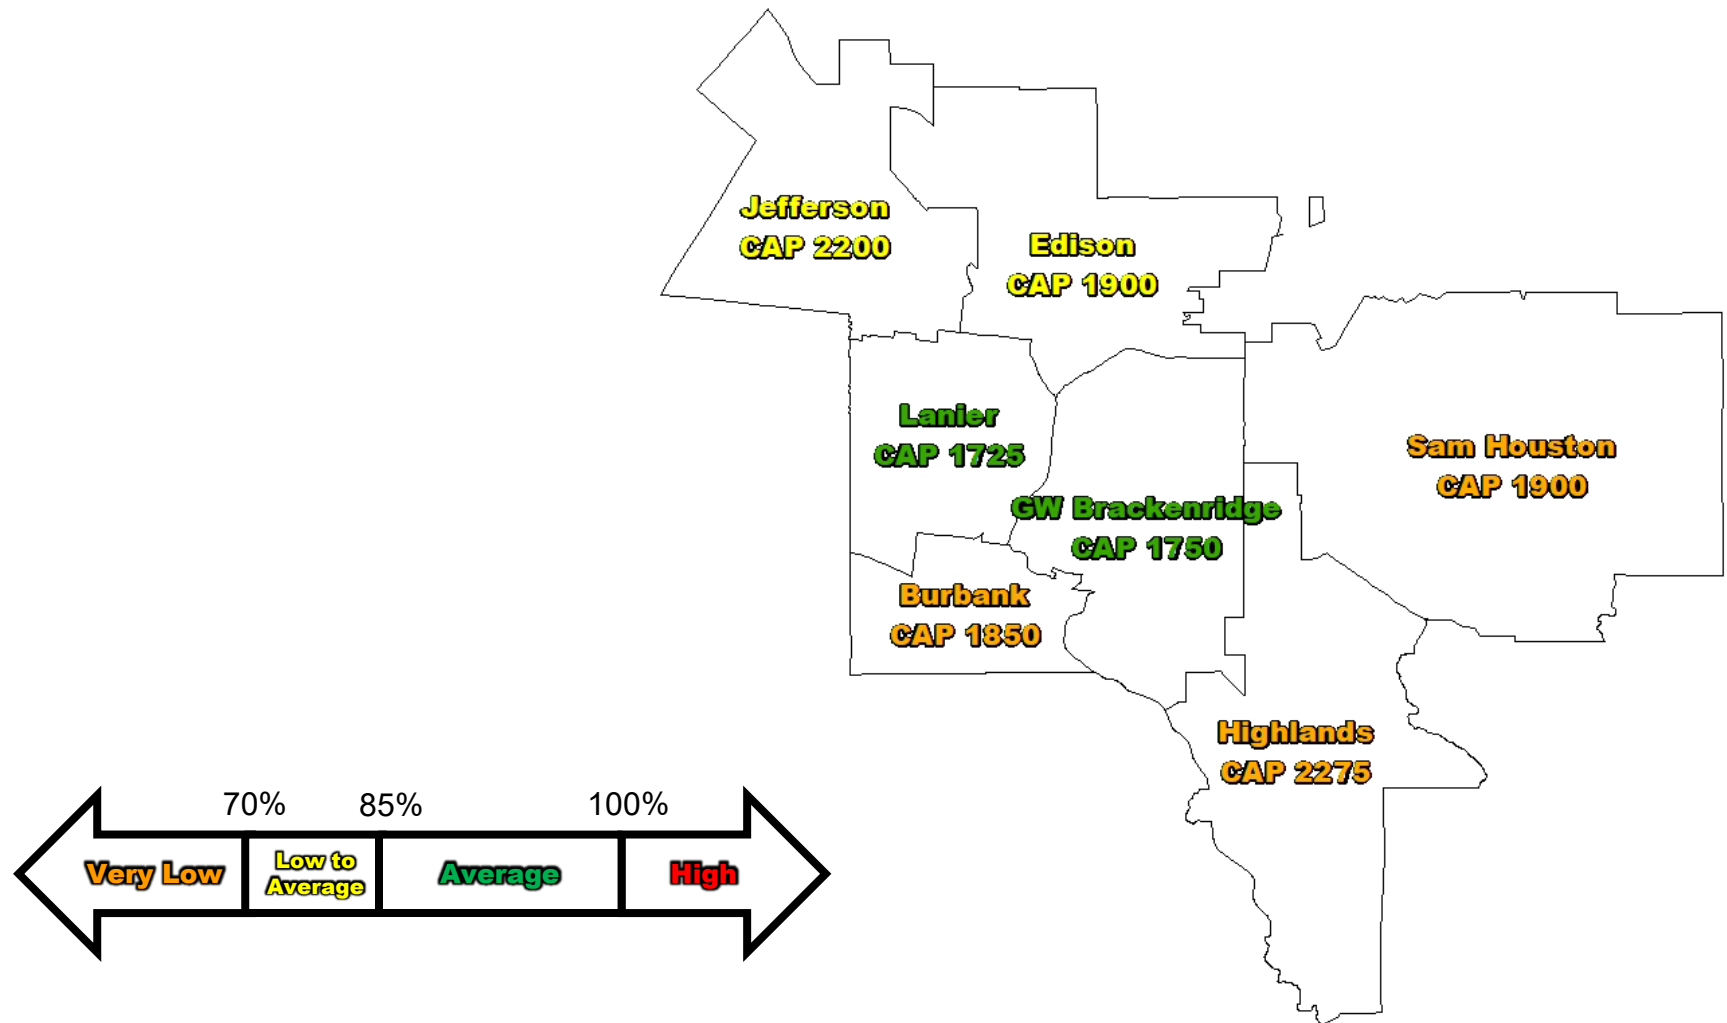 Jefferson
CAP 2200
Edison
CAP 1900
Lanier
CAP 1725
Sam Houston
CAP 1900
GW Brackenridge
CAP 1750
Burbank
CAP 1850
Highlands
CAP 2275
70% 85% 100%
Very Low
Low to
Average
Average
High